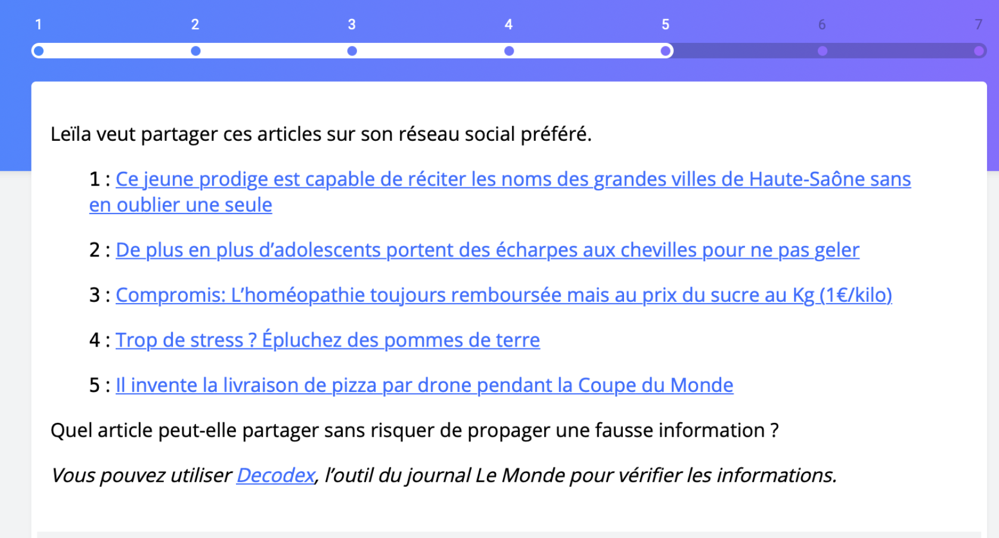 1 2 3 4 5 6 7
Leïla veut partager ces articles sur son réseau social préféré.
1 : Ce jeune prodige est capable de réciter les noms des grandes villes de Haute-Saône sans
en oublier une seule
2 : De plus en plus d’adolescents portent des écharpes aux chevilles pour ne pas geler
3 : Compromis: L’homéopathie toujours remboursée mais au prix du sucre au Kg (1€/kilo)
4 : Trop de stress ? Épluchez des pommes de terre
5 : Il invente la livraison de pizza par drone pendant la Coupe du Monde
Quel article peut-elle partager sans risquer de propager une fausse information ?
Vous pouvez utiliser Decodex, l’outil du journal Le Monde pour vérifier les informations.